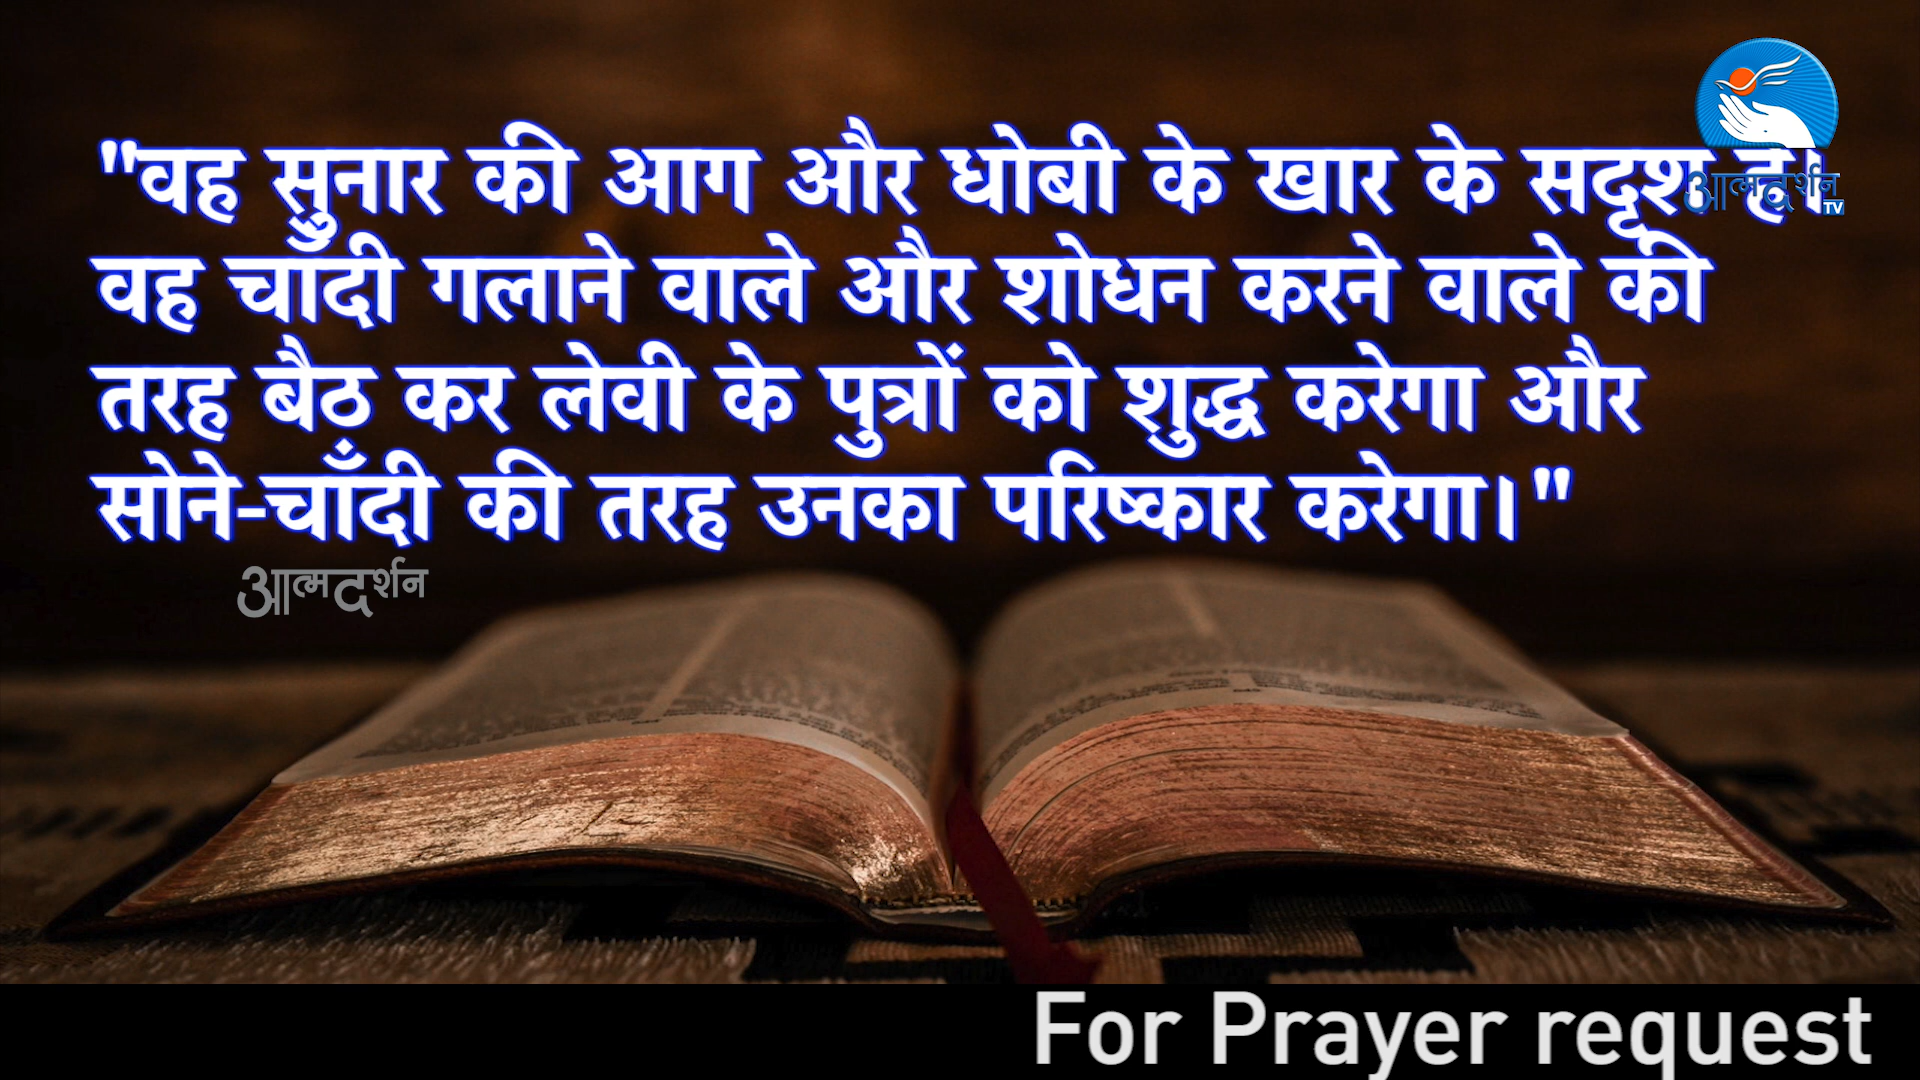 "वह सुनार की आग और धोबी के खार के सदृश है।
वह चाँदी गलाने वाले और शोधन करने वाले की
तरह बैठ कर लेवी के पुत्रों को शुद्ध करेगा और
सोने-चाँदी की तरह उनका परिष्कार करेगा।"
आत्मदर्शन
TV
आत्मदर्शन
For Prayer request